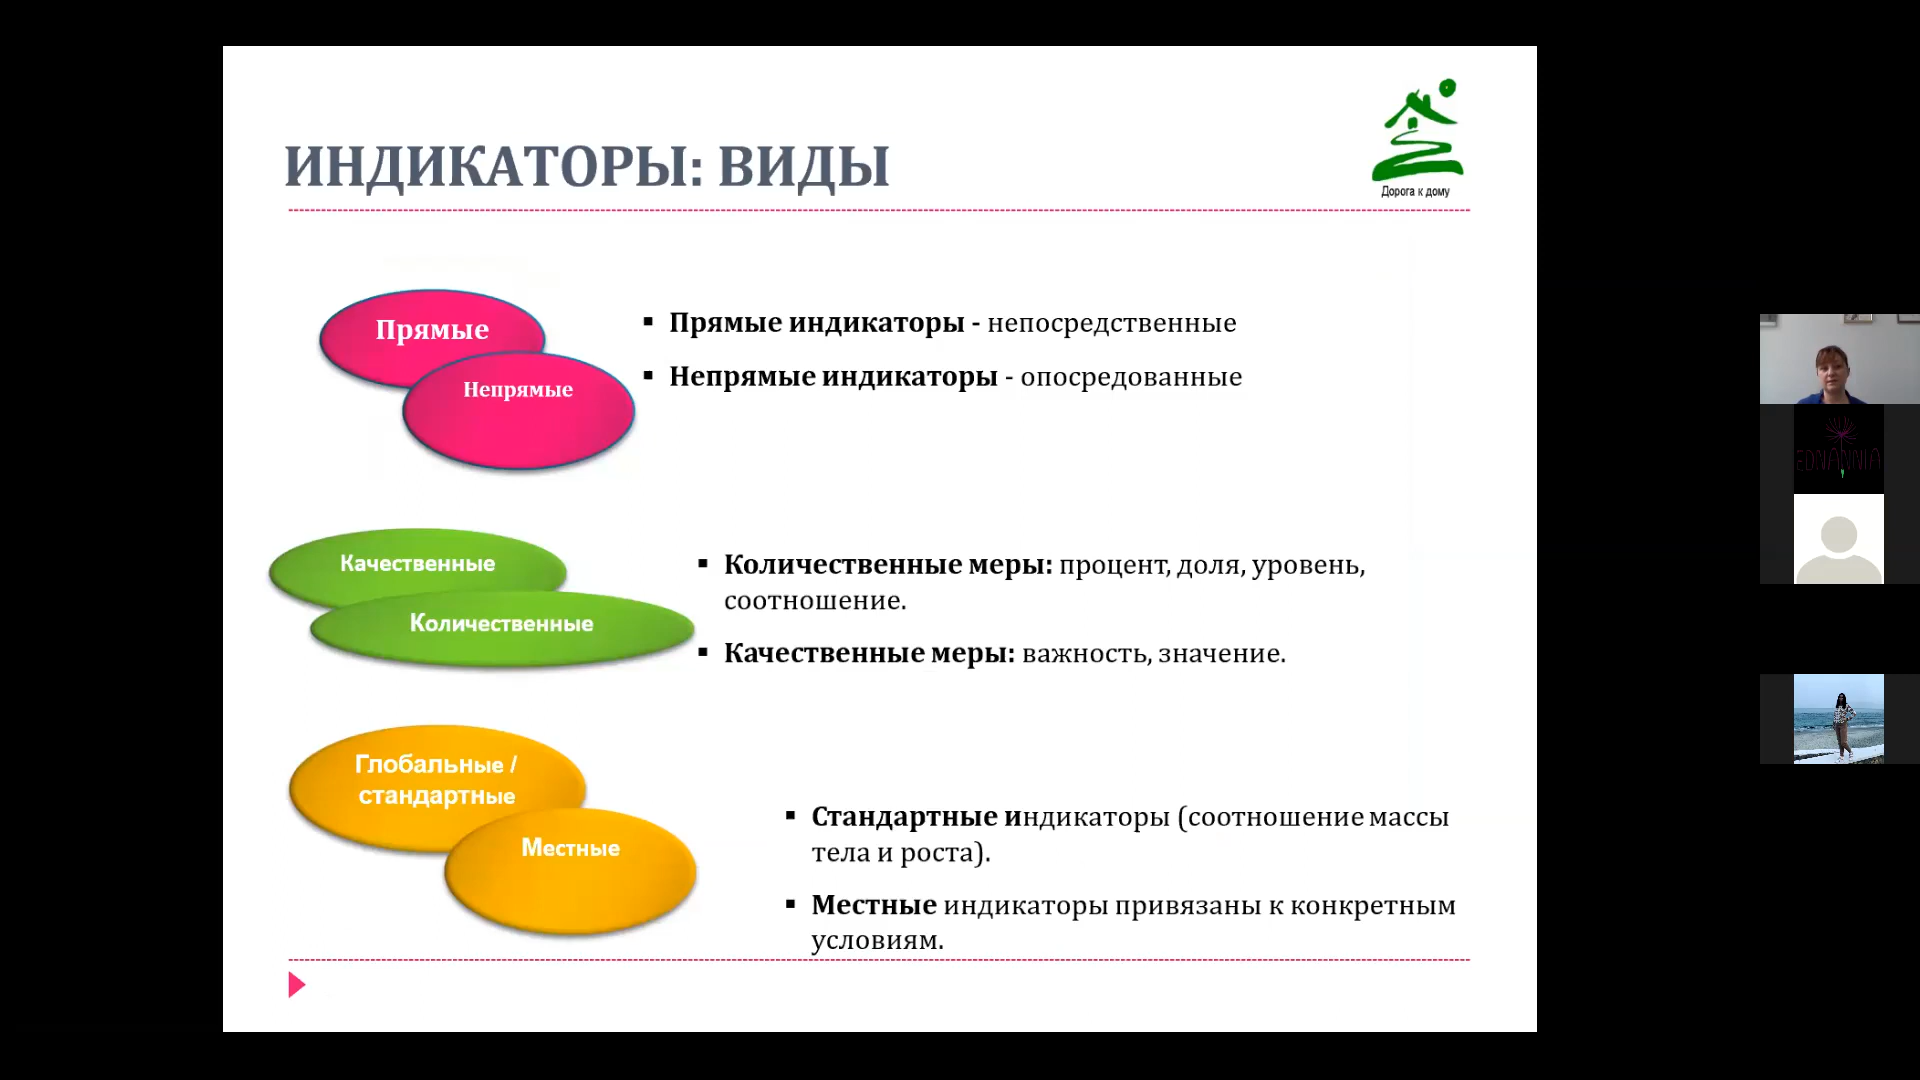 ИНДИКАТОРЫ: ВИДЫ
Дорога к дому
Прямые
Непрямые
▪ Прямые индикаторы - непосредственные
▪ Непрямые индикаторы - опосредованные
Качественные
Количественные
▪ Количественные меры: процент, доля, уровень,
соотношение.
▪ Качественные меры: важность, значение.
Глобальные /
стандартные
Местные
▪ Стандартные индикаторы (соотношение массы
тела и роста).
▪ Местные индикаторы привязаны к конкретным
условиям.
EDNANNIA